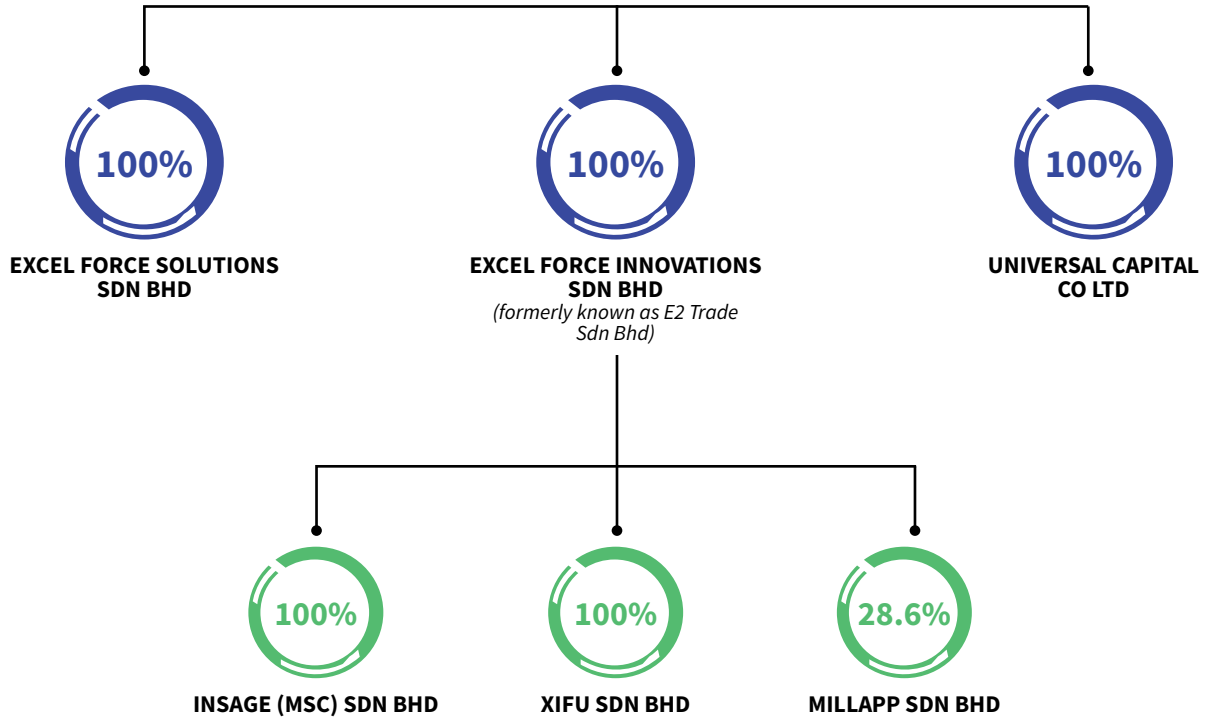 100%
EXCEL FORCE SOLUTIONS
SDN BHD
100%
EXCEL FORCE INNOVATIONS
SDN BHD
(formerly known as E2 Trade
Sdn Bhd)
100%
UNIVERSAL CAPITAL
CO LTD
100%
INSAGE (MSC) SDN BHD
100%
XIFU SDN BHD
28.6%
MILLAPP SDN BHD